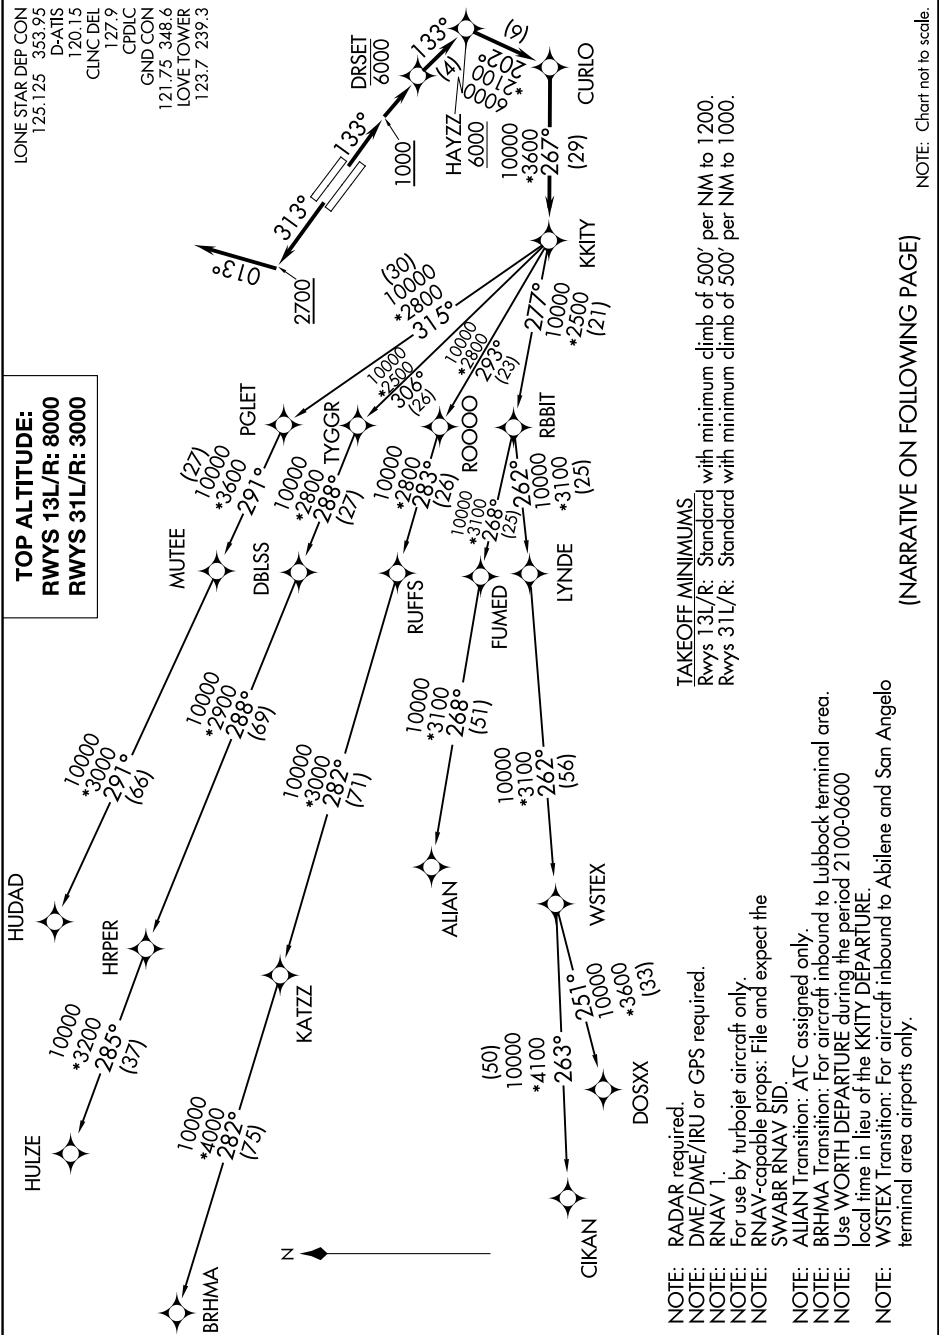 LONE STAR DEP CON
125.125 353.95
D-ATIS
120.15
CLNC DEL
127.9
CPDLC
GND CON
121.75 348.6
LOVE TOWER
123.7 239.3
TOP ALTITUDE:
RWYS 13L/R: 8000
RWYS 31L/R: 3000
013°
2700
313°
133°
1000
DRSET
6000
133°
(4)
HAYZZ
6000
6000
*2100
202°
(9)
CURLO
10000
*3600
267°
(29)
KKITY
(30)
10000
*2800
315°
10000
*2500
306°
(26)
10000
*2800
293°
(23)
277°
10000
*2500
(21)
PGLET
TYGGR
ROOOO
RBBIT
(27)
10000
*3600
291°
10000
*2800
288°
(27)
10000
*2800
283°
(26)
10000
*3100
268°
(25)
262°
10000
*3100
(25)
MUTEE
DBLSS
RUFFS
FUMED
LYNDE
10000
*3000
291°
(66)
10000
*2900
288°
(69)
10000
*3000
282°
(71)
10000
*3100
268°
(51)
10000
*3100
262°
(56)
HUDAD
HRPER
KATZZ
ALIAN
WSTEX
10000
*3200
285°
(37)
10000
*4000
282°
(75)
(50)
10000
*4100
263°
251°
10000
*3600
(33)
HULZE
BRHMA
CIKAN
DOSXX
N
TAKEOFF MINIMUMS
Rwys 13L/R: Standard with minimum climb of 500' per NM to 1200.
Rwys 31L/R: Standard with minimum climb of 500' per NM to 1000.
NOTE: RADAR required.
NOTE: DME/DME/IRU or GPS required.
NOTE: RNAV 1.
NOTE: For use by turbojet aircraft only.
NOTE: RNAV-capable props: File and expect the
SWABR RNAV SID.
NOTE: ALIAN Transition: ATC assigned only.
NOTE: BRHMA Transition: For aircraft inbound to Lubbock terminal area.
NOTE: Use WORTH DEPARTURE during the period 2100-0600
local time in lieu of the KKITY DEPARTURE.
NOTE: WSTEX Transition: For aircraft inbound to Abilene and San Angelo
terminal area airports only.
(NARRATIVE ON FOLLOWING PAGE)
NOTE: Chart not to scale.